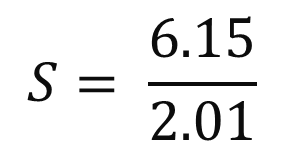 S = 6.15 / 2.01